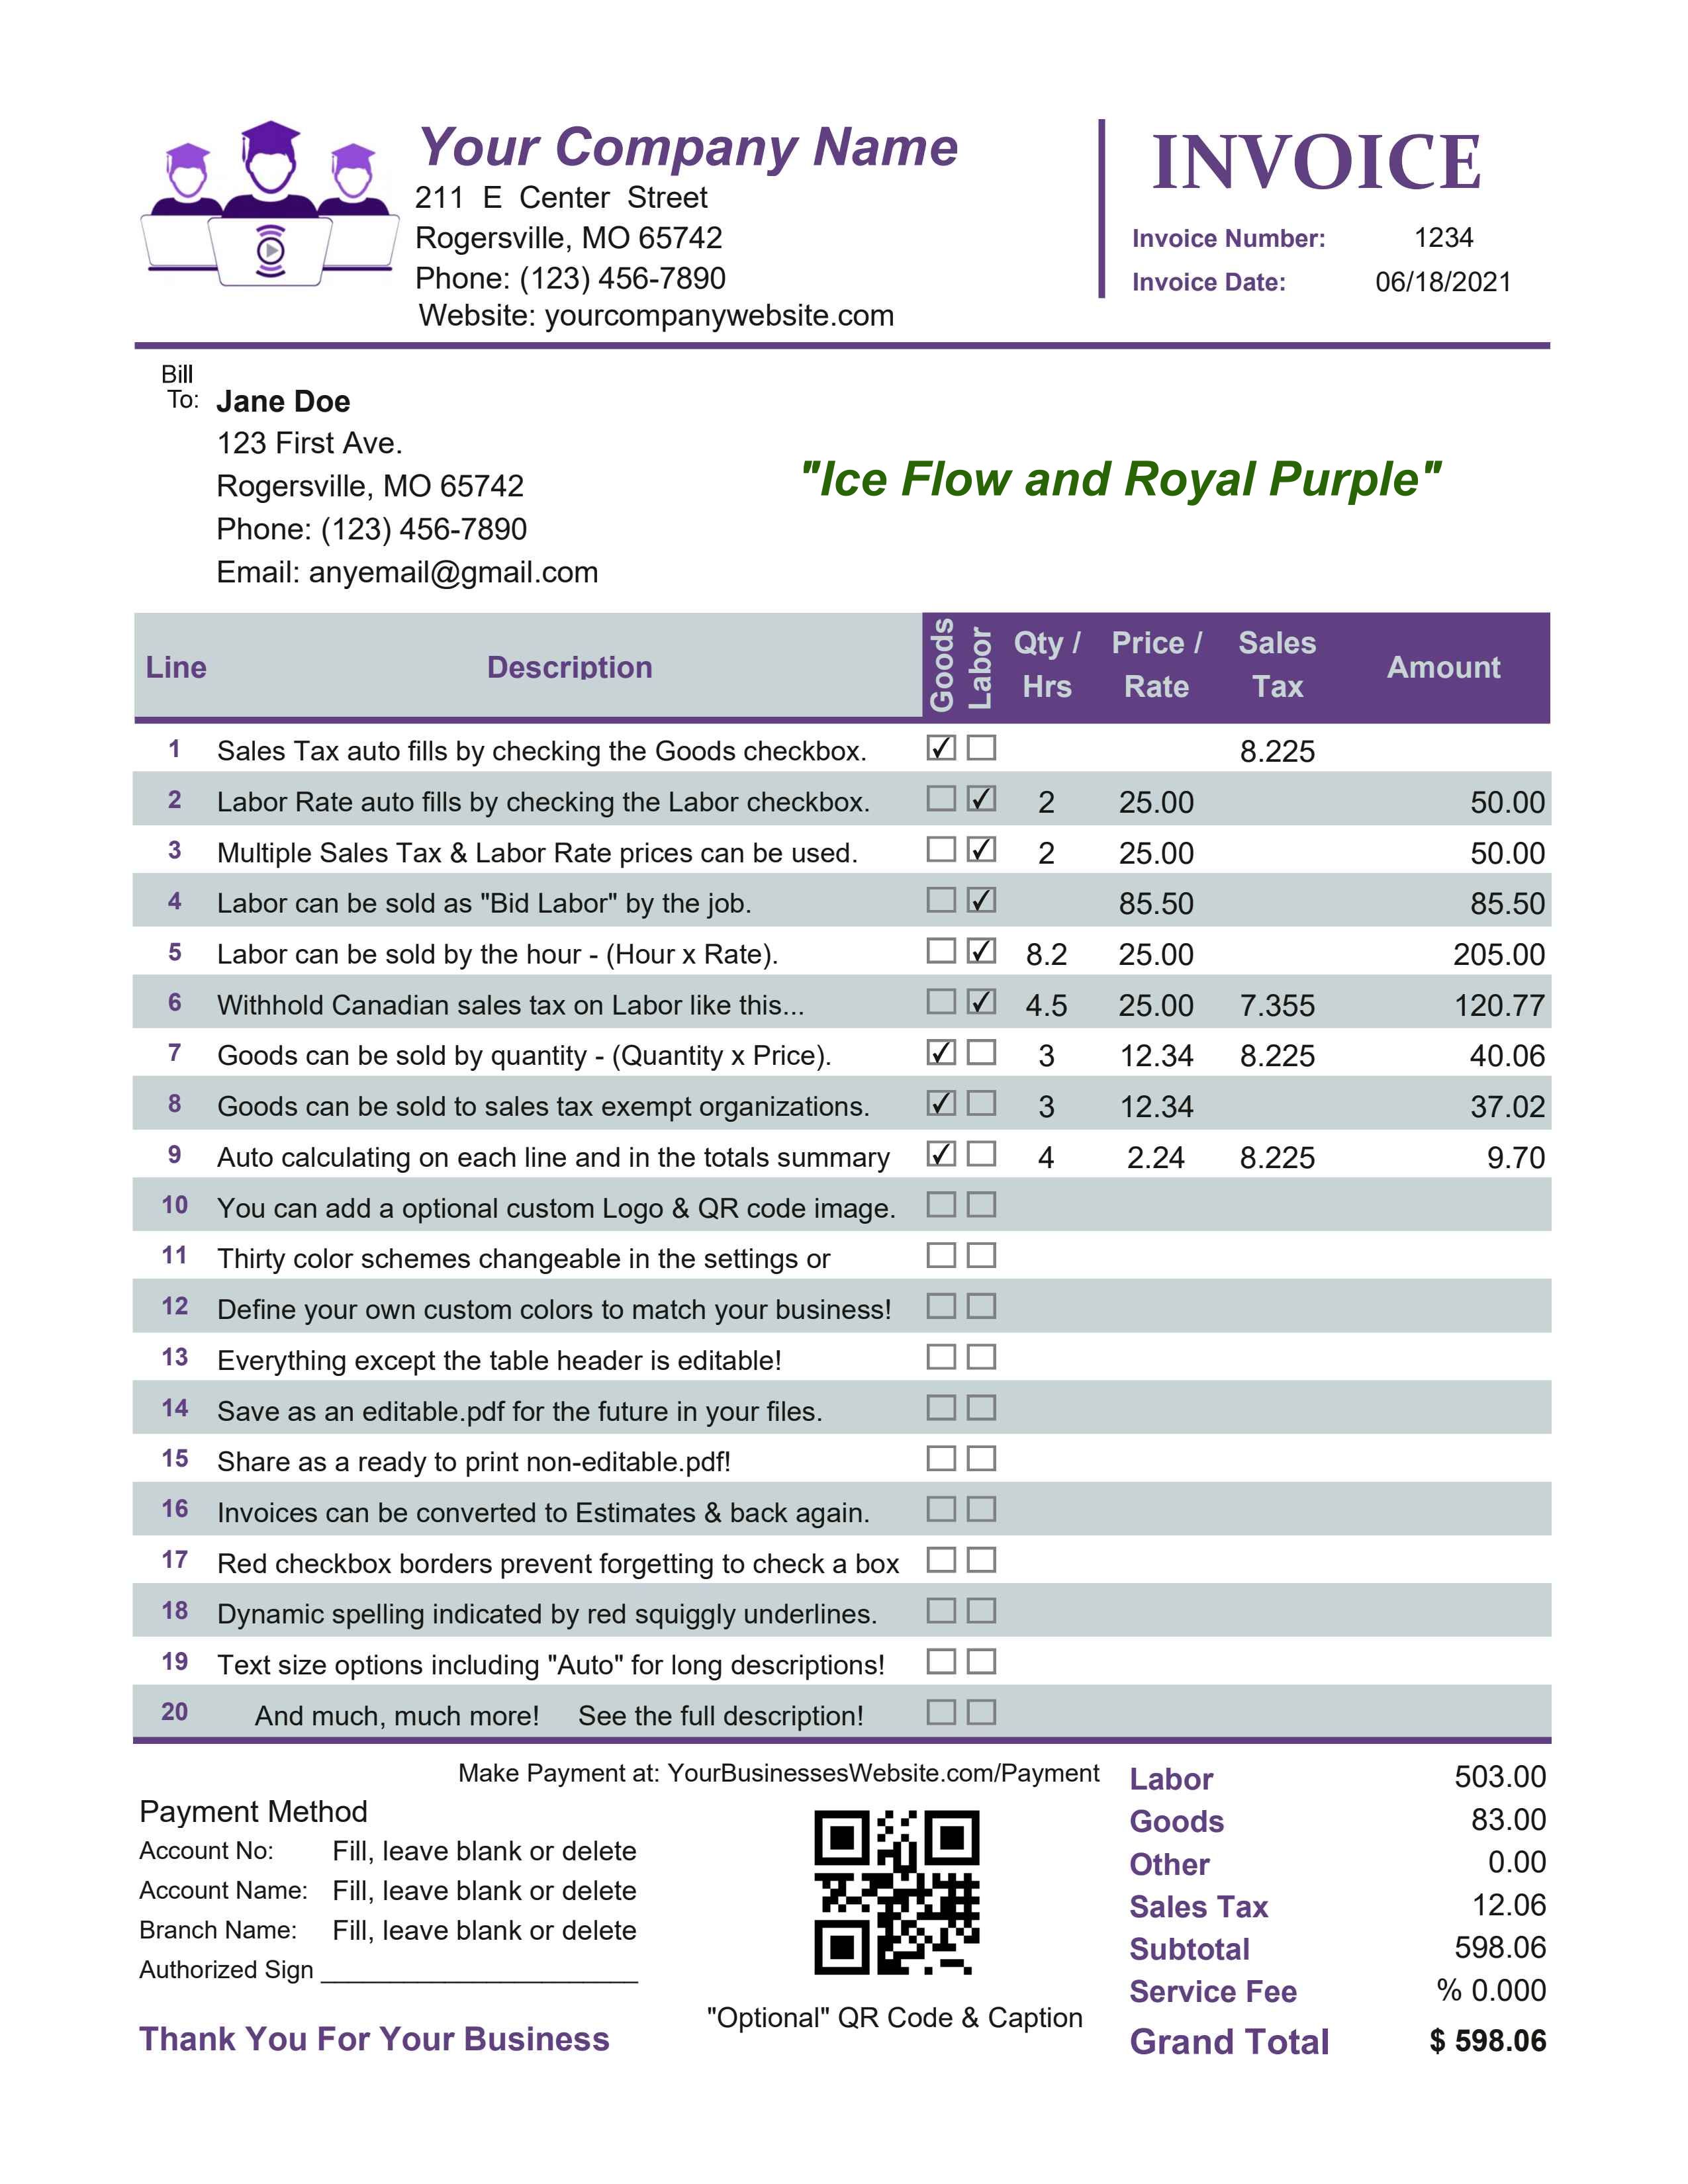 Your Company Name
211 E Center Street
Rogersville, MO 65742
Phone: (123) 456-7890
Website: yourcompanywebsite.com
INVOICE
Invoice Number: 1234
Invoice Date: 06/18/2021
Bill
To: Jane Doe
123 First Ave.
Rogersville, MO 65742
Phone: (123) 456-7890
Email: anyemail@gmail.com
"Ice Flow and Royal Purple"
Line Description Goods Labor Qty / Hrs Price / Rate Sales Tax Amount
1 Sales Tax auto fills by checking the Goods checkbox. ✓ 8.225
2 Labor Rate auto fills by checking the Labor checkbox. ✓ 2 25.00 50.00
3 Multiple Sales Tax & Labor Rate prices can be used. ✓ 2 25.00 50.00
4 Labor can be sold as "Bid Labor" by the job. ✓ 85.50 85.50
5 Labor can be sold by the hour - (Hour x Rate). ✓ 8.2 25.00 205.00
6 Withhold Canadian sales tax on Labor like this... ✓ 4.5 25.00 7.355 120.77
7 Goods can be sold by quantity - (Quantity x Price). ✓ 3 12.34 8.225 40.06
8 Goods can be sold to sales tax exempt organizations. ✓ 3 12.34 37.02
9 Auto calculating on each line and in the totals summary ✓ 4 2.24 8.225 9.70
10 You can add a optional custom Logo & QR code image.
11 Thirty color schemes changeable in the settings or
12 Define your own custom colors to match your business!
13 Everything except the table header is editable!
14 Save as an editable.pdf for the future in your files.
15 Share as a ready to print non-editable.pdf!
16 Invoices can be converted to Estimates & back again.
17 Red checkbox borders prevent forgetting to check a box
18 Dynamic spelling indicated by red squiggly underlines.
19 Text size options including "Auto" for long descriptions!
20 And much, much more! See the full description!
Make Payment at: YourBusinessesWebsite.com/Payment
Payment Method
Account No: Fill, leave blank or delete
Account Name: Fill, leave blank or delete
Branch Name: Fill, leave blank or delete
Authorized Sign
Thank You For Your Business
"Optional" QR Code & Caption
Labor 503.00
Goods 83.00
Other 0.00
Sales Tax 12.06
Subtotal 598.06
Service Fee % 0.000
Grand Total $ 598.06